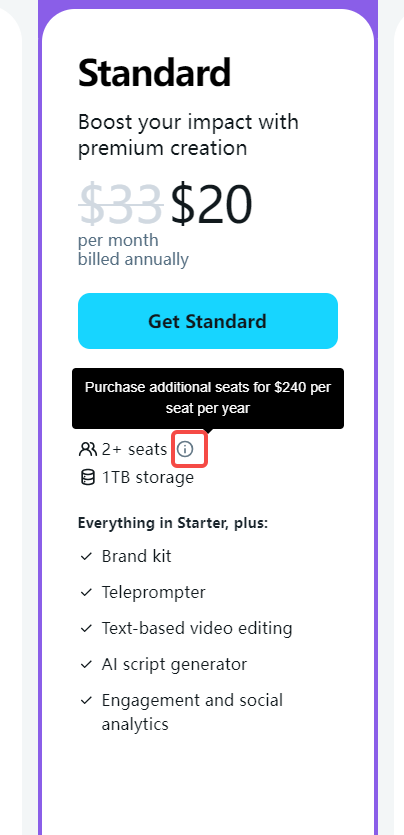 Standard
Boost your impact with
premium creation
$33 $20
per month
billed annually
Get Standard
Purchase additional seats for $240 per
seat per year
2+ seats
1TB storage
Everything in Starter, plus:
Brand kit
Teleprompter
Text-based video editing
AI script generator
Engagement and social
analytics